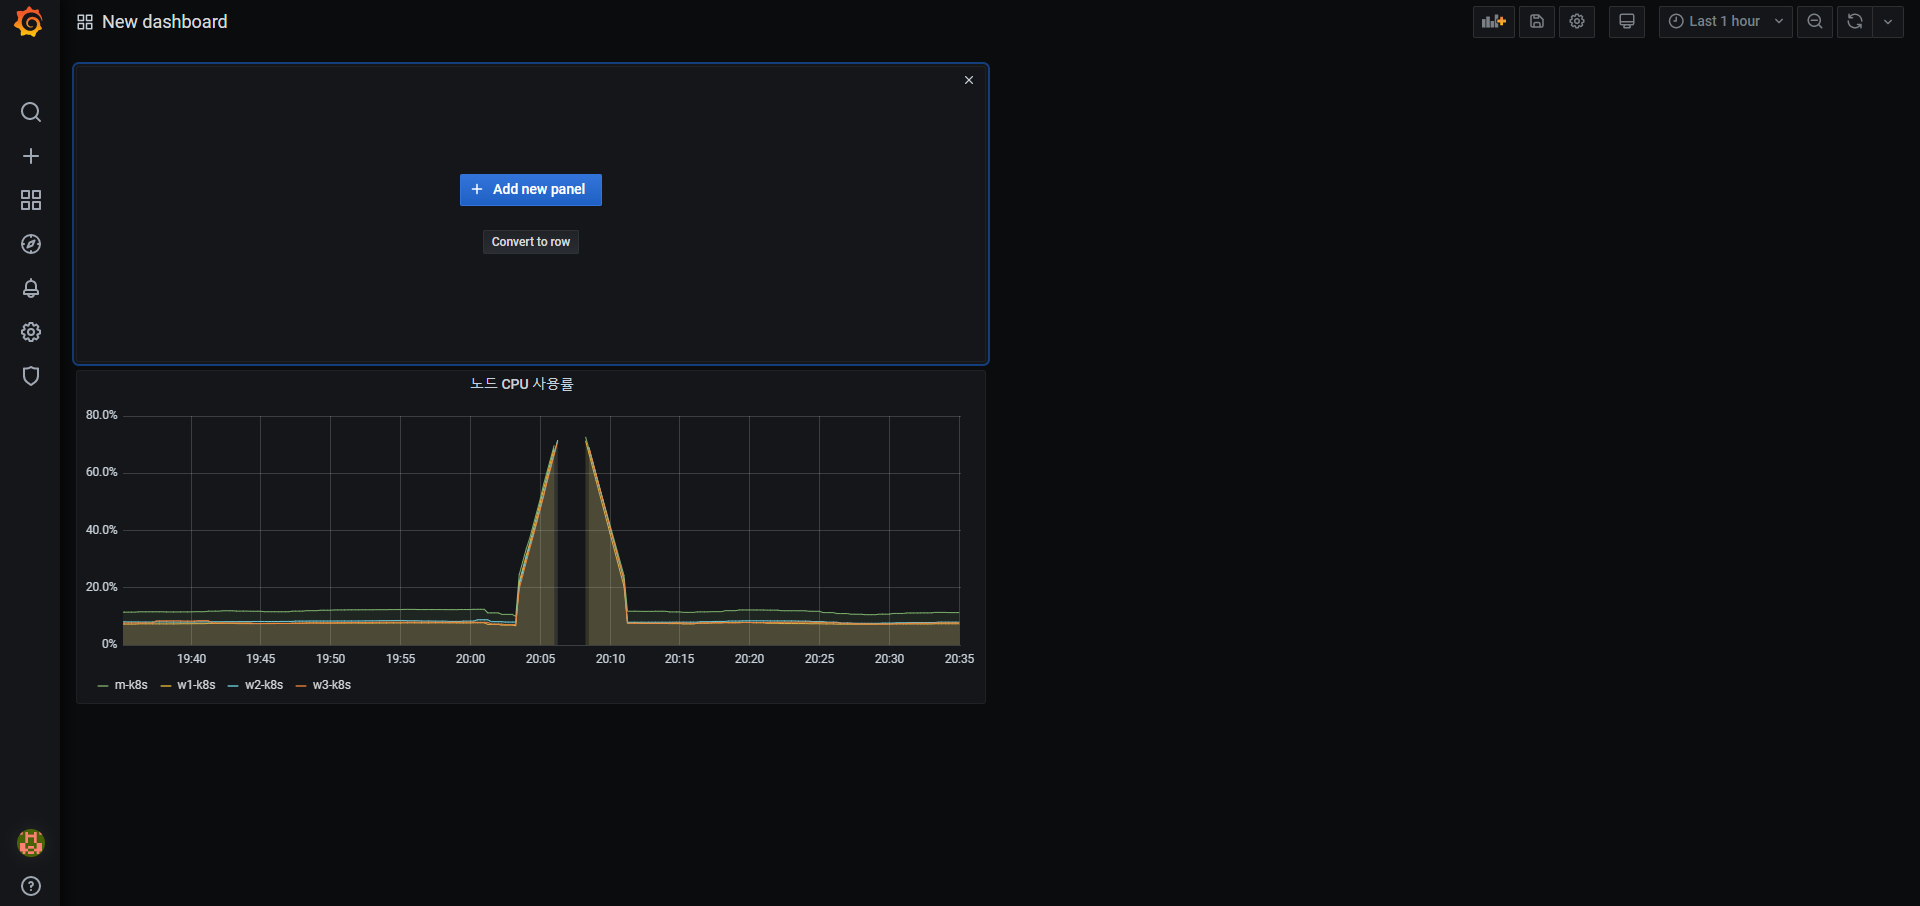 New dashboard
Last 1 hour
Add new panel
Convert to row
노드 CPU 사용률
80.0%
60.0%
40.0%
20.0%
0%
19:40 19:45 19:50 19:55 20:00 20:05 20:10 20:15 20:20 20:25 20:30 20:35
m-k8s w1-k8s w2-k8s w3-k8s